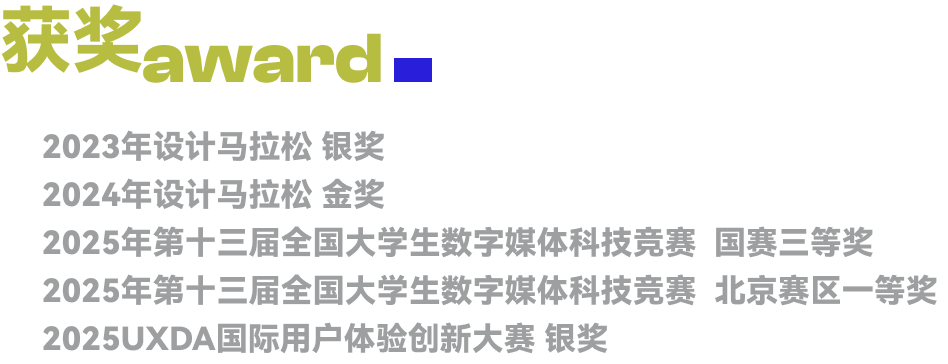 获奖award
2023年设计马拉松 银奖
2024年设计马拉松 金奖
2025年第十三届全国大学生数字媒体科技竞赛 国赛三等奖
2025年第十三届全国大学生数字媒体科技竞赛 北京赛区一等奖
2025UXDA国际用户体验创新大赛 银奖